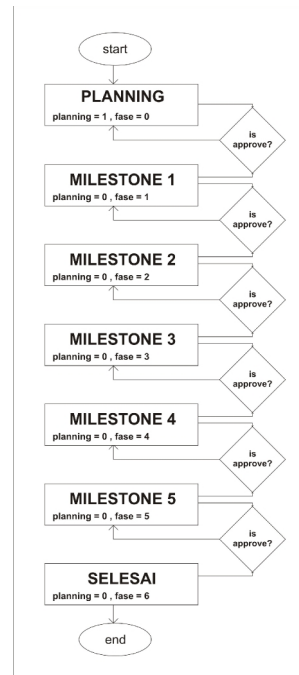 start
PLANNING
planning = 1 , fase = 0
is
approve?
MILESTONE 1
planning = 0 , fase = 1
is
approve?
MILESTONE 2
planning = 0 , fase = 2
is
approve?
MILESTONE 3
planning = 0 , fase = 3
is
approve?
MILESTONE 4
planning = 0 , fase = 4
is
approve?
MILESTONE 5
planning = 0 , fase = 5
is
approve?
SELESAI
planning = 0 , fase = 6
end